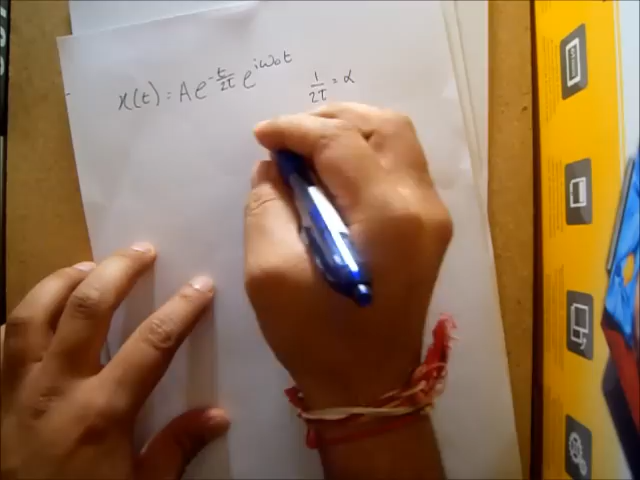 x(t) = A e^{-t/2τ} e^{iω₀t}
1/2τ = α